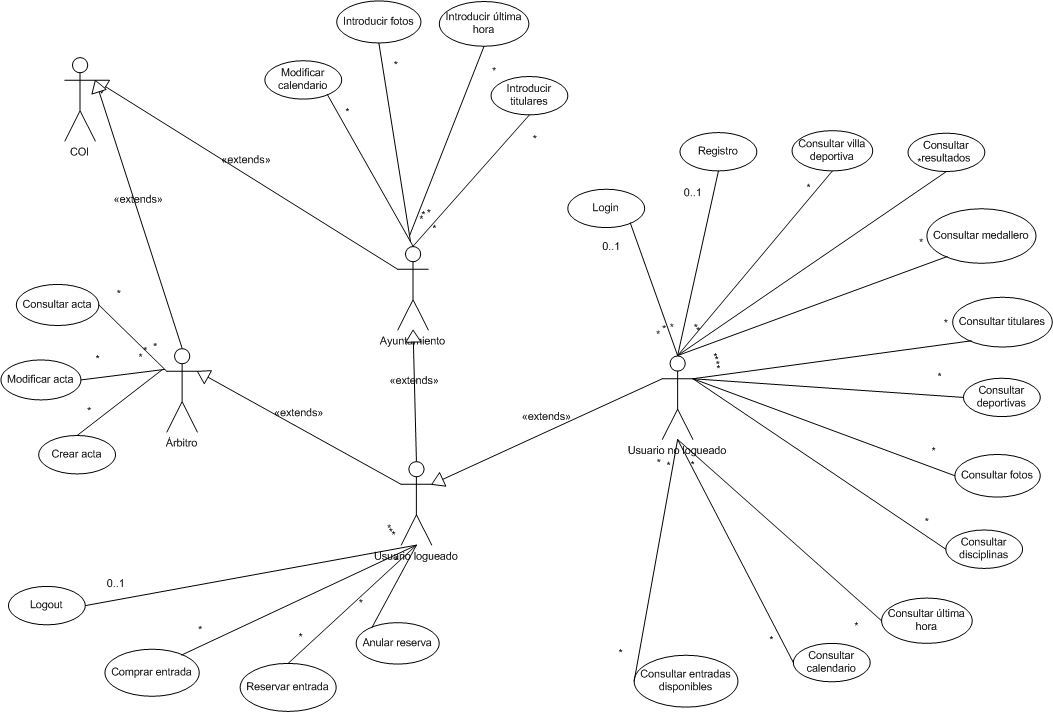 Introducir fotos
Introducir última
hora
Modificar
calendario
Introducir
titulares
*
*
*
*
COI
«extends»
«extends»
* *
*
*
Ayuntamiento
Registro
Consultar villa
deportiva
Consultar
*resultados
Login
0..1
0..1
*
Consultar medallero
*
Consultar titulares
*
Consultar
deportivas
*
Consultar fotos
*
Consultar
disciplinas
*
Consultar última
hora
*
Consultar
calendario
*
Consultar entradas
disponibles
*
* * *
**
****
Usuario no logueado
* * *
«extends»
Consultar acta
*
Modificar acta
*
Crear acta
*
* * *
Árbitro
«extends»
«extends»
***
Usuario logueado
*
Logout
0..1
Comprar entrada
*
Reservar entrada
*
Anular reserva
*